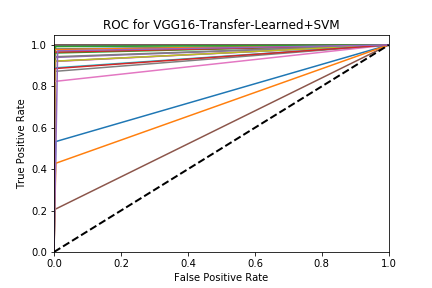 ROC for VGG16-Transfer-Learned+SVM
1.0
0.8
0.6
0.4
0.2
0.0
True Positive Rate
0.0 0.2 0.4 0.6 0.8 1.0
False Positive Rate